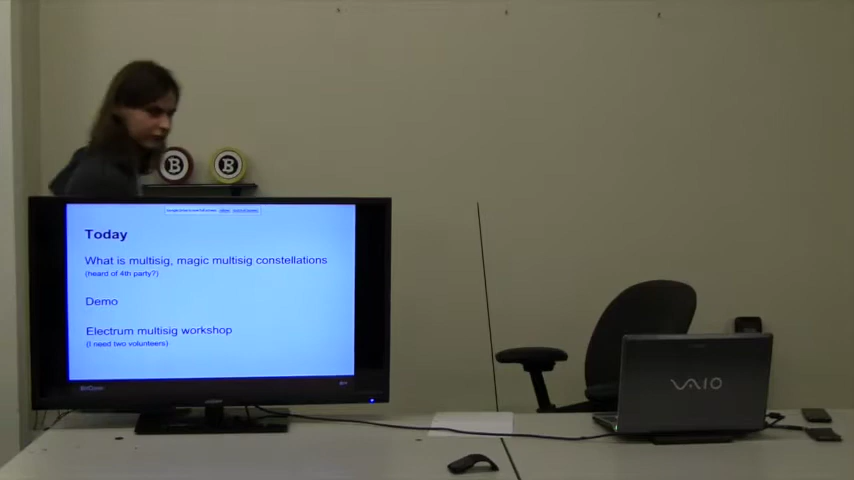 B
B
Today
What is multisig, magic multisig constellations
(heard of 4th party?)
Demo
Electrum multisig workshop
(I need two volunteers)
VAIO